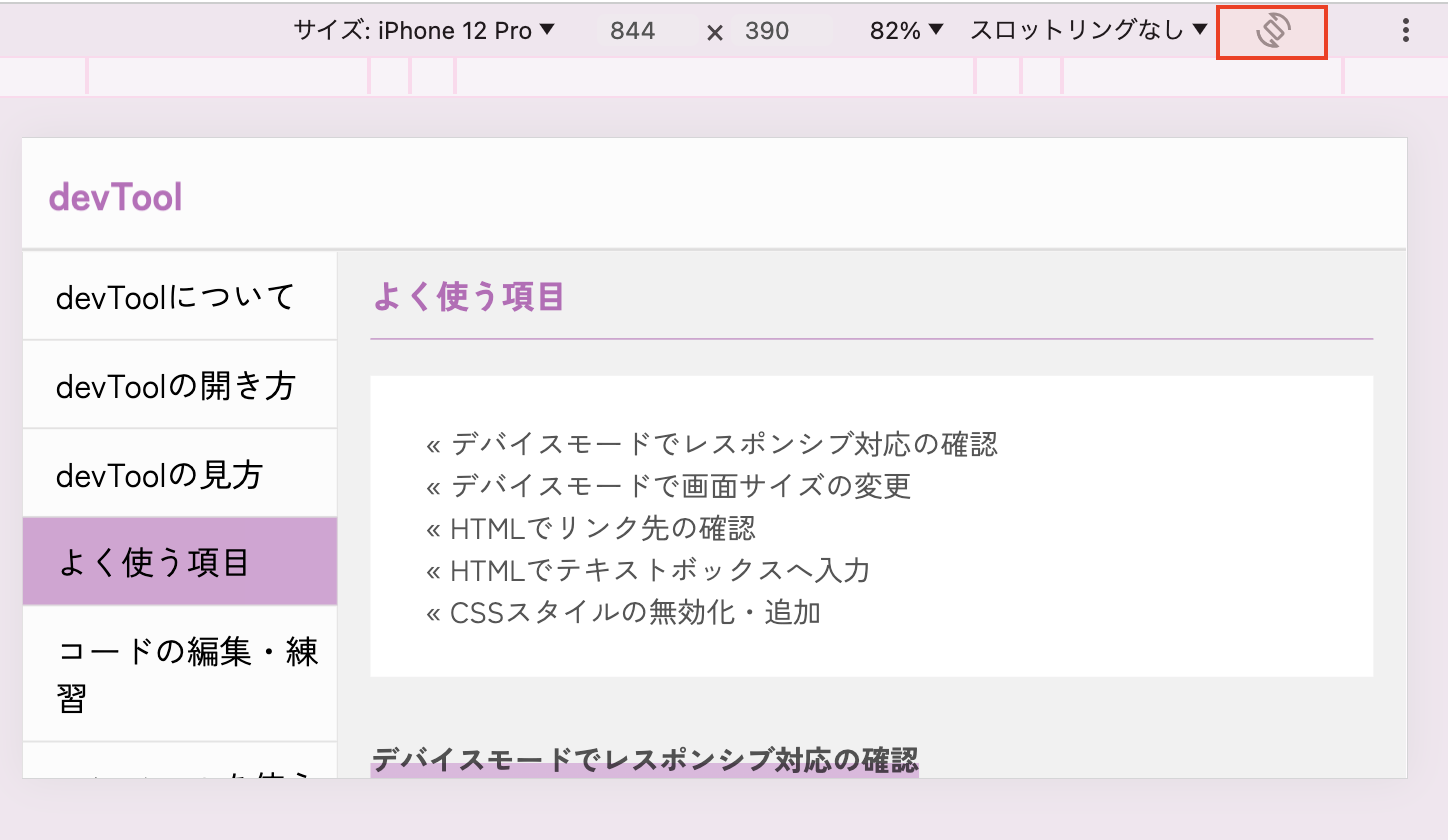 サイズ: iPhone 12 Pro ▼ 844 × 390 82% ▼ スロットリングなし ▼
devTool
devToolについて
devToolの開き方
devToolの見方
よく使う項目
コードの編集・練
習
よく使う項目
« デバイスモードでレスポンシブ対応の確認
« デバイスモードで画面サイズの変更
« HTMLでリンク先の確認
« HTMLでテキストボックスへ入力
« CSSスタイルの無効化・追加
デバイスモードでレスポンシブ対応の確認